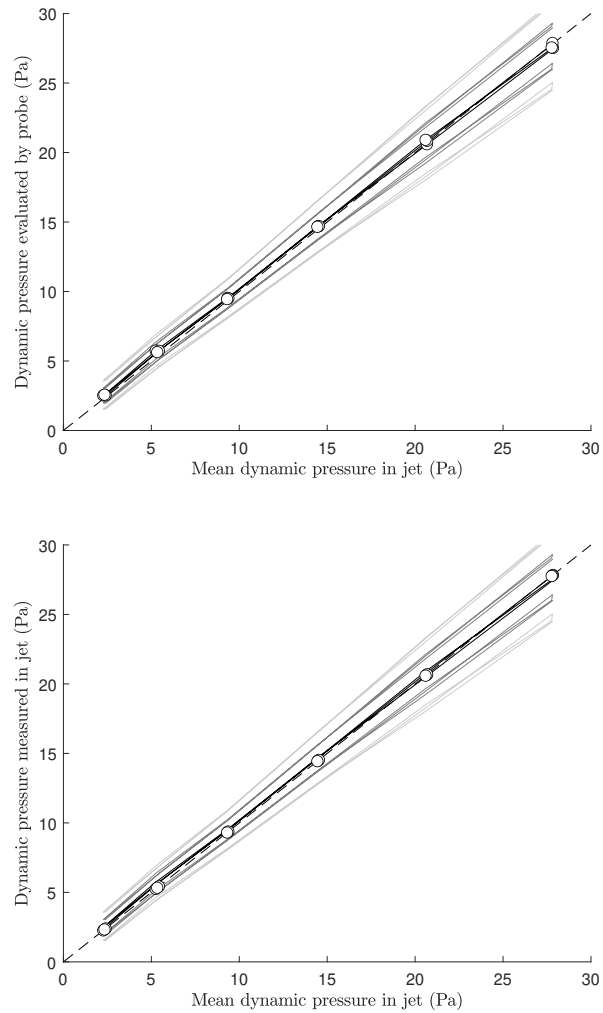 30
25
20
15
10
5
0
Dynamic pressure evaluated by probe (Pa)
0 5 10 15 20 25 30
Mean dynamic pressure in jet (Pa)
30
25
20
15
10
5
0
Dynamic pressure measured in jet (Pa)
0 5 10 15 20 25 30
Mean dynamic pressure in jet (Pa)